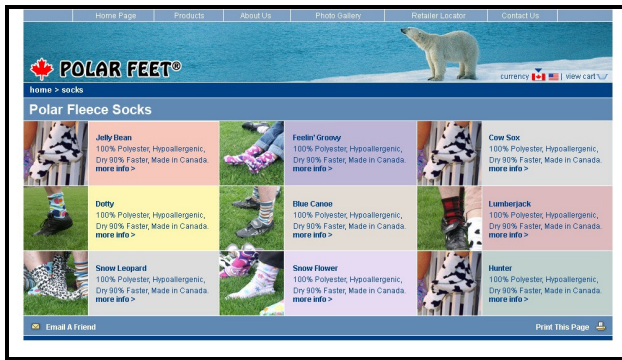 Home Page Products About Us Photo Gallery Retailer Locator Contact Us
POLAR FEET®
currency | view cart
home > socks
Polar Fleece Socks
Jelly Bean
100% Polyester, Hypoallergenic,
Dry 90% Faster, Made in Canada.
more info >
Feelin' Groovy
100% Polyester, Hypoallergenic,
Dry 90% Faster, Made in Canada.
more info >
Cow Sox
100% Polyester, Hypoallergenic,
Dry 90% Faster, Made in Canada.
more info >
Dotty
100% Polyester, Hypoallergenic,
Dry 90% Faster, Made in Canada.
more info >
Blue Canoe
100% Polyester, Hypoallergenic,
Dry 90% Faster, Made in Canada.
more info >
Lumberjack
100% Polyester, Hypoallergenic,
Dry 90% Faster, Made in Canada.
more info >
Snow Leopard
100% Polyester, Hypoallergenic,
Dry 90% Faster, Made in Canada.
more info >
Snow Flower
100% Polyester, Hypoallergenic,
Dry 90% Faster, Made in Canada.
more info >
Hunter
100% Polyester, Hypoallergenic,
Dry 90% Faster, Made in Canada.
more info >
Email A Friend Print This Page